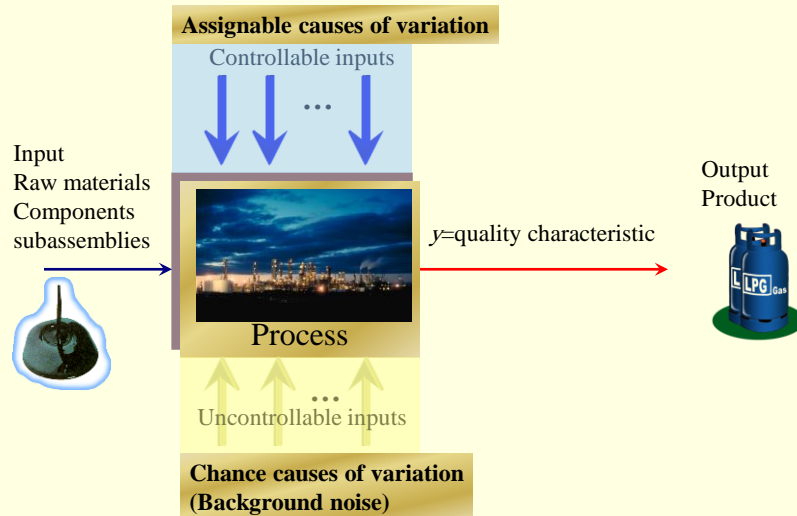 Assignable causes of variation
Controllable inputs
...
Input
Raw materials
Components
subassemblies
Output
Product
y=quality characteristic
L LPG Gas
Process
...
Uncontrollable inputs
Chance causes of variation
(Background noise)